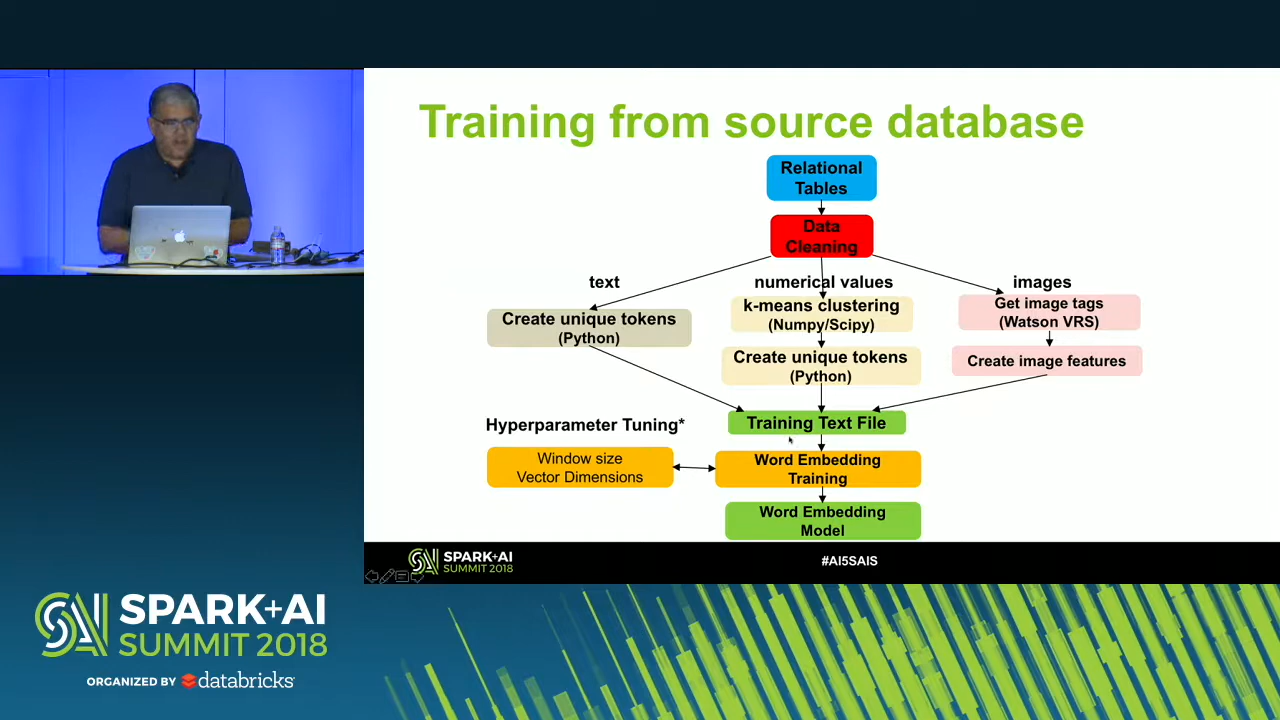 Training from source database
Relational
Tables
Data
Cleaning
text
numerical values
images
Create unique tokens
(Python)
k-means clustering
(Numpy/Scipy)
Get image tags
(Watson VRS)
Create unique tokens
(Python)
Create image features
Training Text File
Hyperparameter Tuning*
Window size
Vector Dimensions
Word Embedding
Training
Word Embedding
Model
SPARK+AI
SUMMIT 2018
#AI5SAIS
SPARK+AI
SUMMIT 2018
ORGANIZED BY databricks